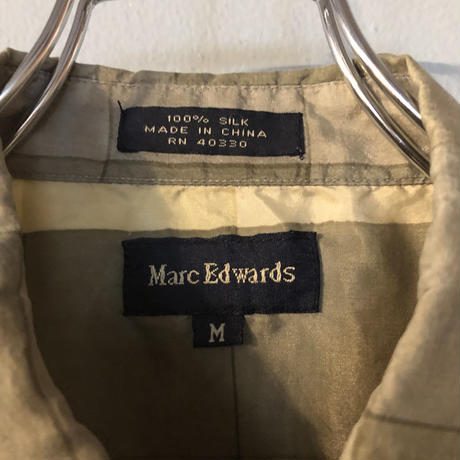 100% SILK
MADE IN CHINA
RN 40330
Marc Edwards
M